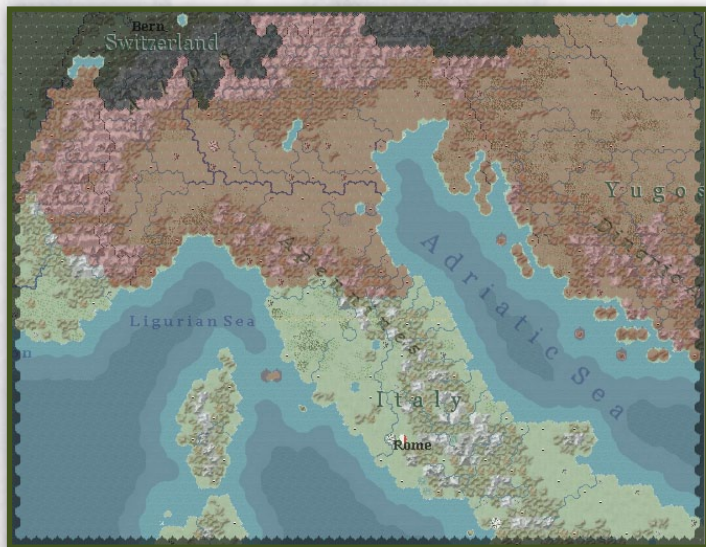 Bern
Switzerland
Yugos
Dinaric
Adriatic Sea
Apennines
Ligurian Sea
n
Italy
Rome